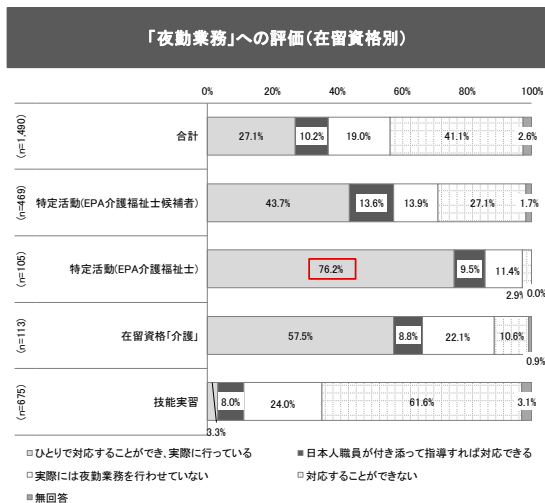 「夜勤業務」への評価(在留資格別)
0% 20% 40% 60% 80% 100%
(n=1,490) 合計 27.1% 10.2% 19.0% 41.1% 2.6%
(n=469) 特定活動(EPA介護福祉士候補者) 43.7% 13.6% 13.9% 27.1% 1.7%
(n=105) 特定活動(EPA介護福祉士) 76.2% 9.5% 11.4% 2.9% 0.0%
(n=113) 在留資格「介護」 57.5% 8.8% 22.1% 10.6% 0.9%
(n=675) 技能実習 3.3% 8.0% 24.0% 61.6% 3.1%
ひとりで対応することができ、実際に行っている 日本人職員が付き添って指導すれば対応できる
実際には夜勤業務を行わせていない 対応することができない
無回答